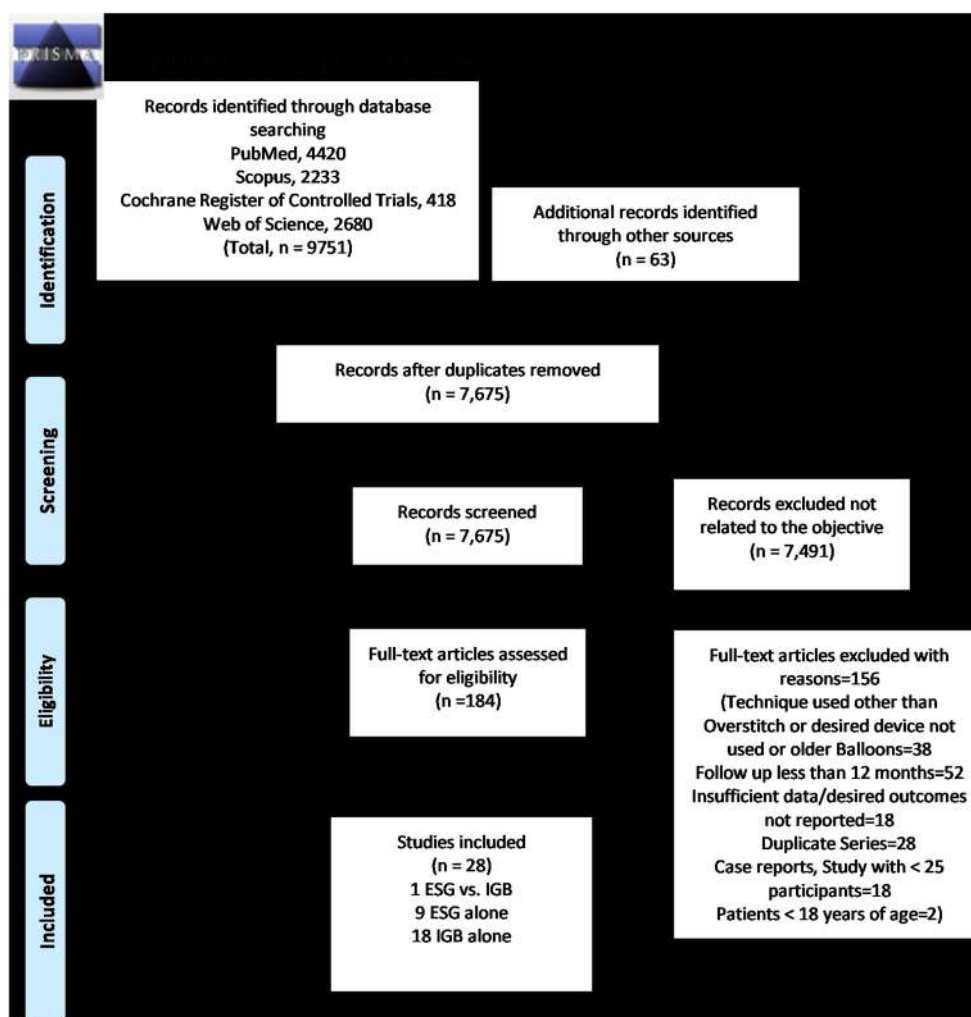 PRISMA
Records identified through database
searching
PubMed, 4420
Scopus, 2233
Cochrane Register of Controlled Trials, 418
Web of Science, 2680
(Total, n = 9751)
Additional records identified
through other sources
(n = 63)
Identification
Records after duplicates removed
(n = 7,675)
Screening
Records screened
(n = 7,675)
Records excluded not
related to the objective
(n = 7,491)
Eligibility
Full-text articles assessed
for eligibility
(n =184)
Full-text articles excluded with
reasons=156
(Technique used other than
Overstitch or desired device not
used or older Balloons=38
Follow up less than 12 months=52
Insufficient data/desired outcomes
not reported=18
Duplicate Series=28
Case reports, Study with < 25
participants=18
Patients < 18 years of age=2)
Included
Studies included
(n = 28)
1 ESG vs. IGB
9 ESG alone
18 IGB alone